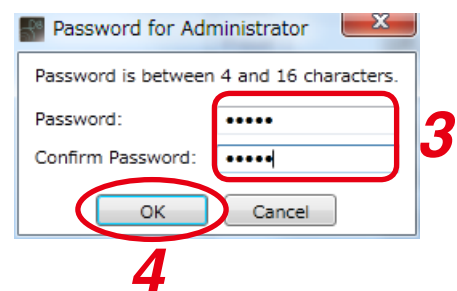 Password for Administrator
Password is between 4 and 16 characters.
Password: •••••
Confirm Password: •••••
3
OK Cancel
4